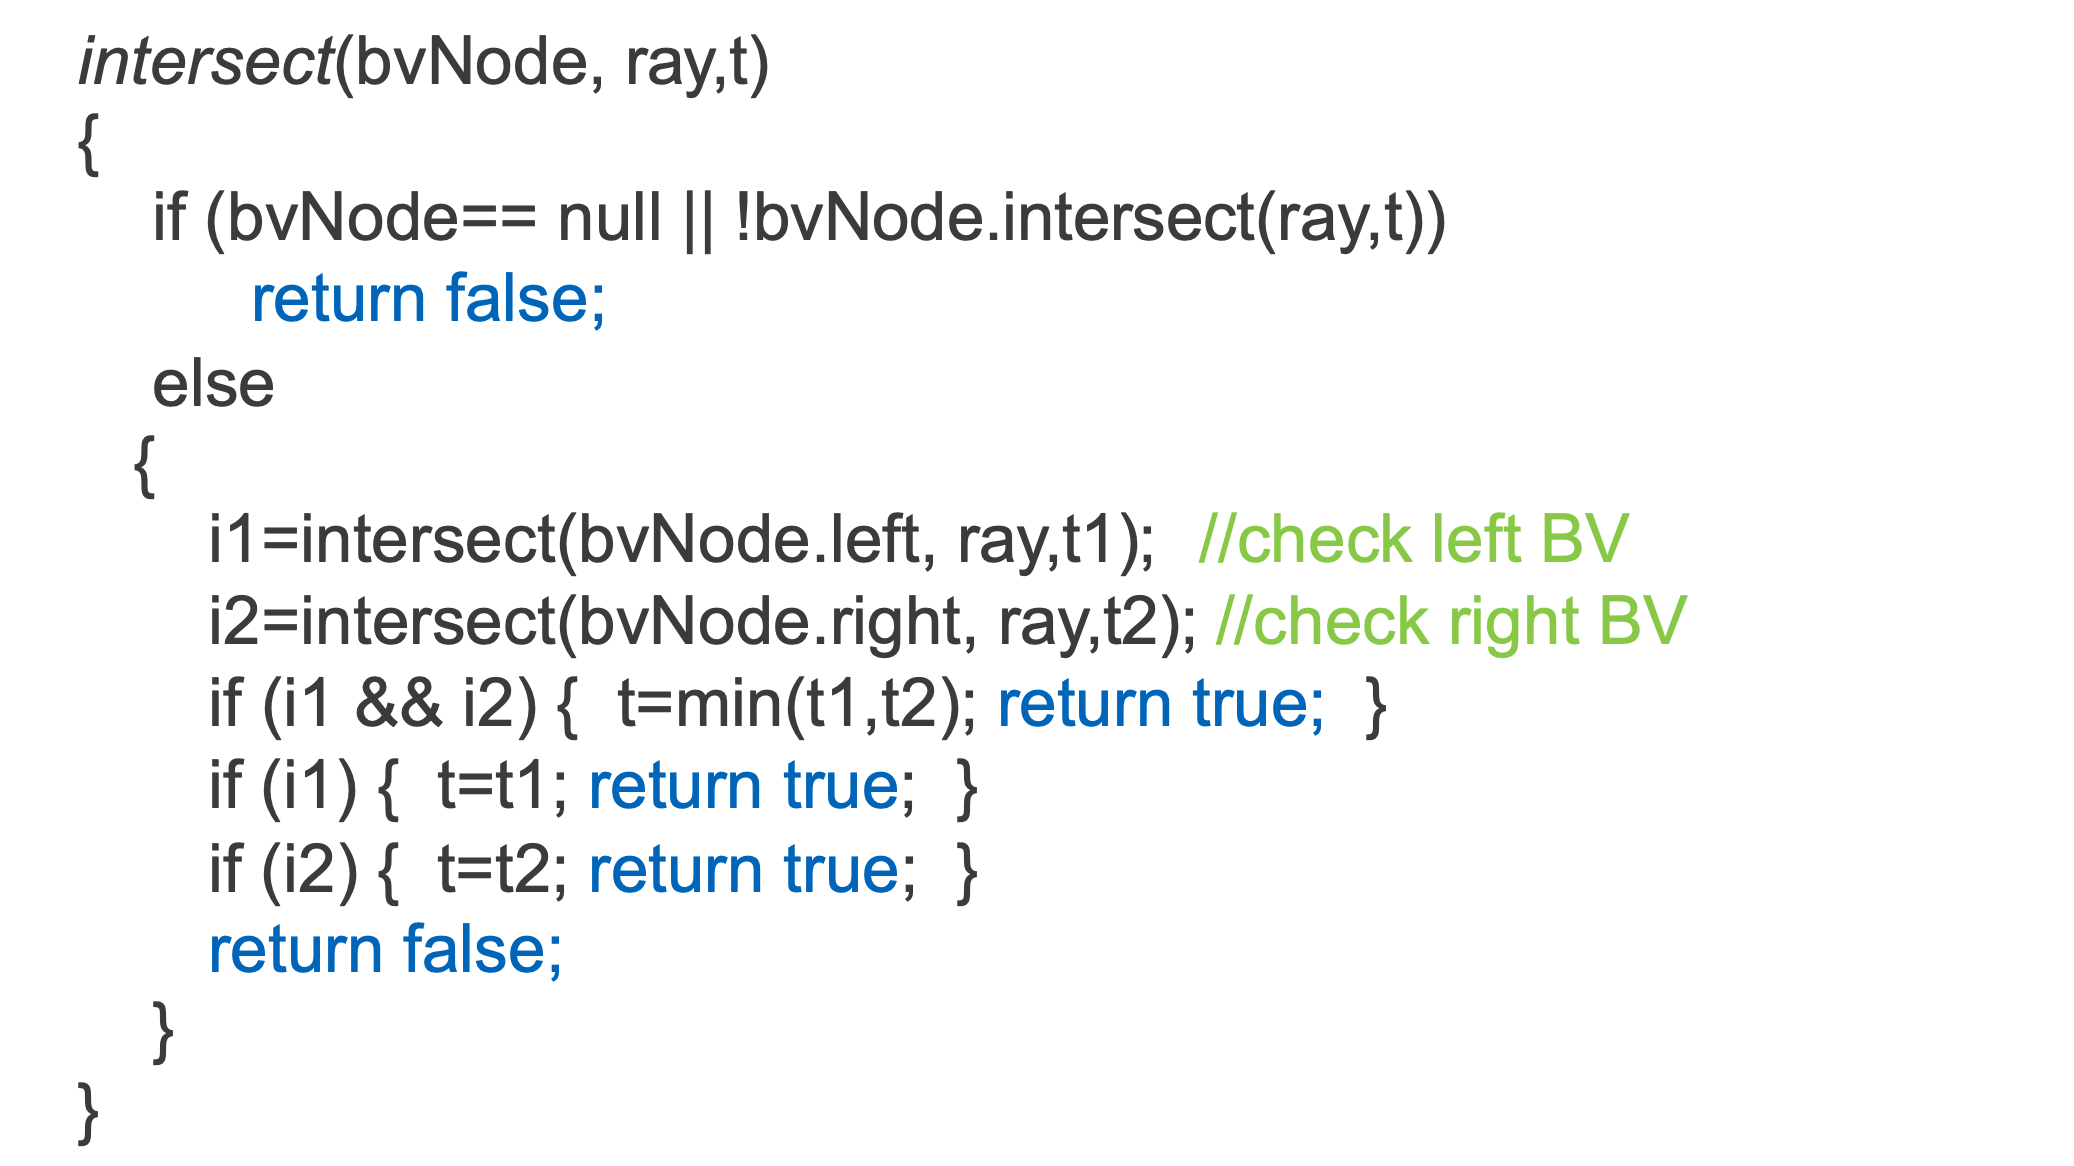 intersect(bvNode, ray,t)
{
if (bvNode== null || !bvNode.intersect(ray,t))
return false;
else
{
i1=intersect(bvNode.left, ray,t1); //check left BV
i2=intersect(bvNode.right, ray,t2); //check right BV
if (i1 && i2) { t=min(t1,t2); return true; }
if (i1) { t=t1; return true; }
if (i2) { t=t2; return true; }
return false;
}
}